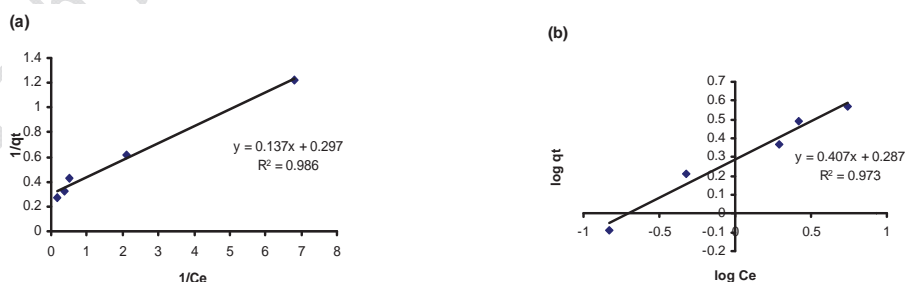 (a)
1.4
1.2
1
0.8
0.6
0.4
0.2
0
0 1 2 3 4 5 6 7 8
1/qt
1/Ce
y = 0.137x + 0.297
R² = 0.986
(b)
0.7
0.6
0.5
0.4
0.3
0.2
0.1
0
-0.1
-0.2
-1 -0.5 0 0.5 1
log qt
log Ce
y = 0.407x + 0.287
R² = 0.973